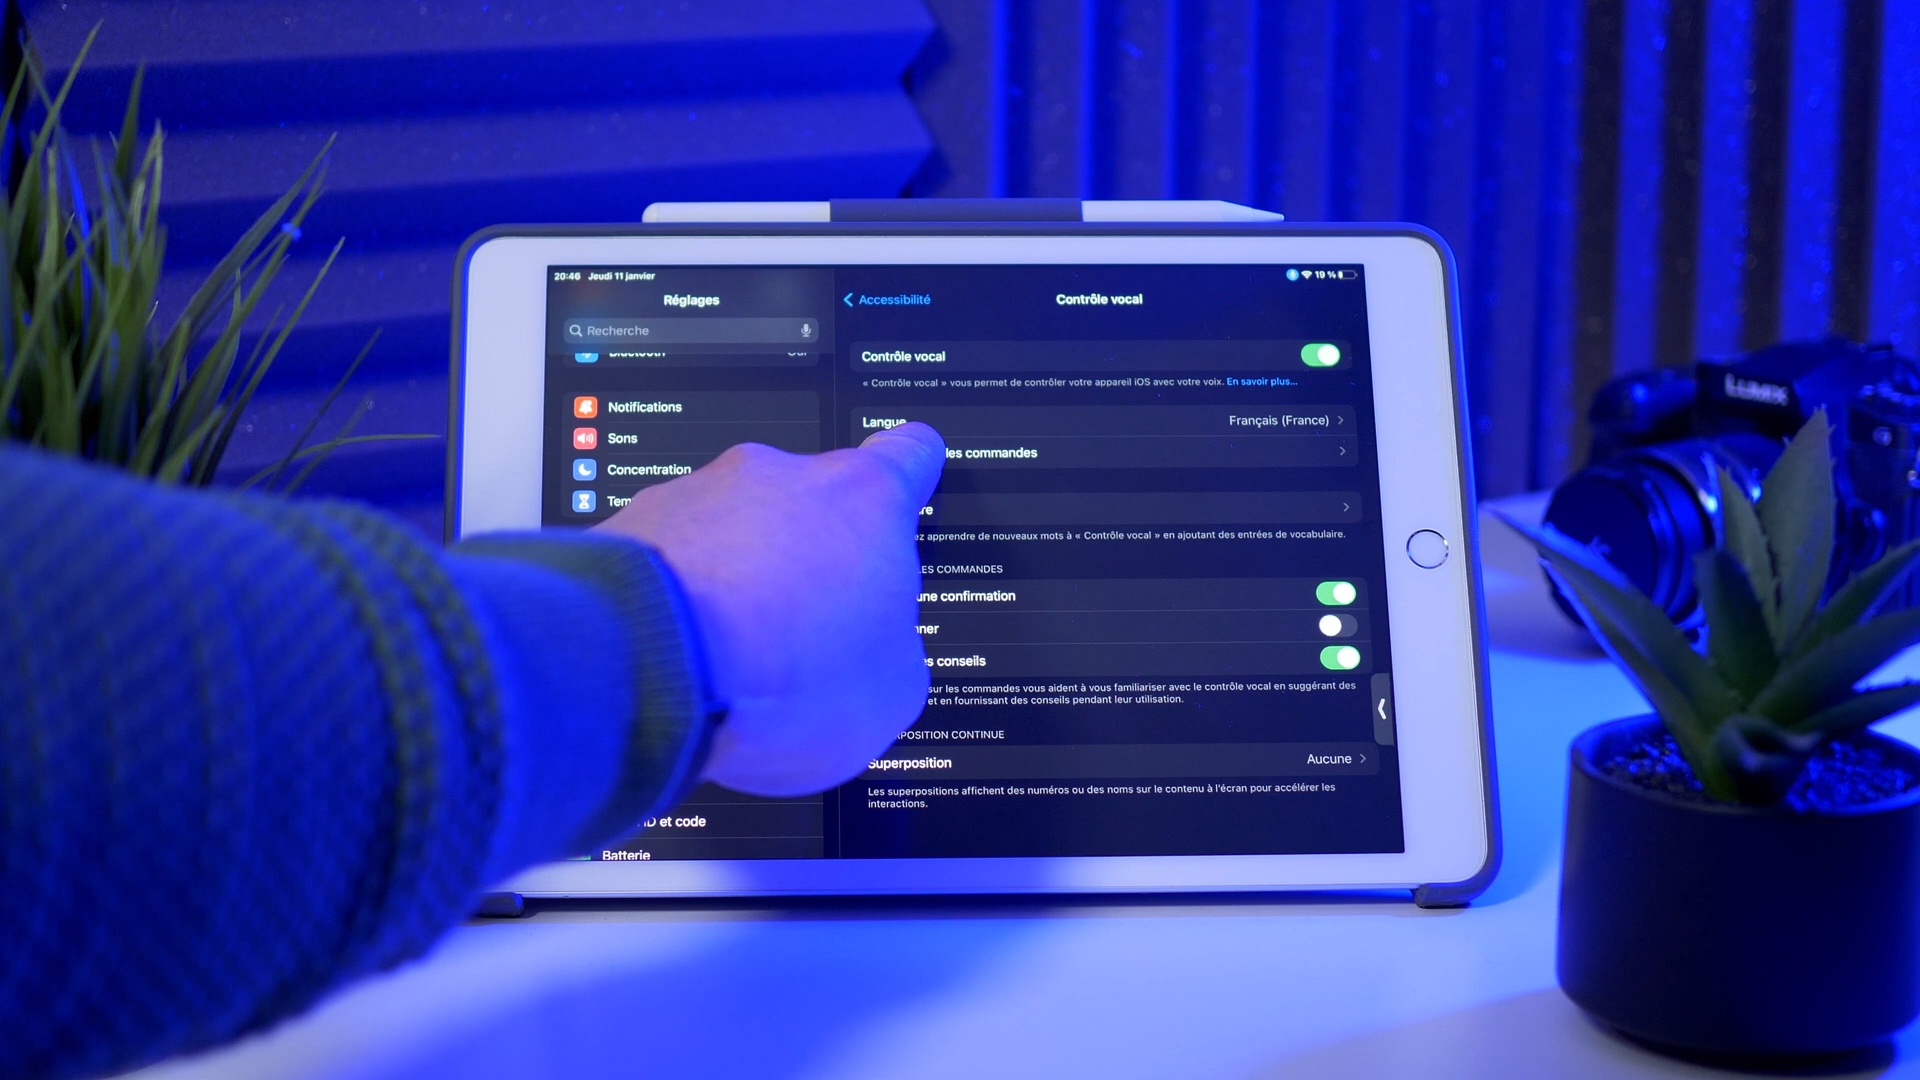 20:46 Jeudi 11 janvier
19 %
Réglages
Recherche
Bluetooth
Oui
Notifications
Sons
Concentration
ID et code
Batterie
Accessibilité
Contrôle vocal
Contrôle vocal
« Contrôle vocal » vous permet de contrôler votre appareil iOS avec votre voix. En savoir plus...
Langue
Français (France)
les commandes
apprendre de nouveaux mots à « Contrôle vocal » en ajoutant des entrées de vocabulaire.
LES COMMANDES
une confirmation
conseils
sur les commandes vous aident à vous familiariser avec le contrôle vocal en suggérant des
et en fournissant des conseils pendant leur utilisation.
CONTINUE
Superposition
Aucune
Les superpositions affichent des numéros ou des noms sur le contenu à l'écran pour accélérer les
interactions.
LUMIX